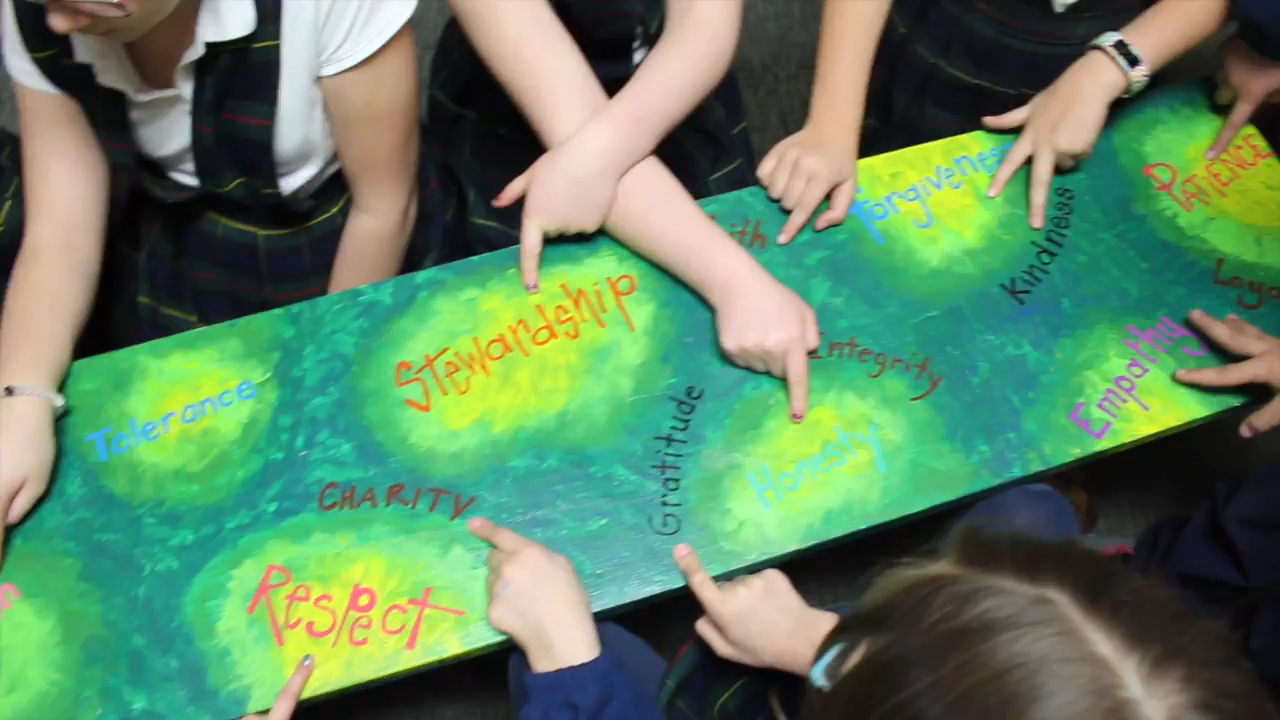 Tolerance
Stewardship
Forgiveness
Kindness
PATIENCE
Integrity
Empathy
Gratitude
Honesty
CHARITY
Respect